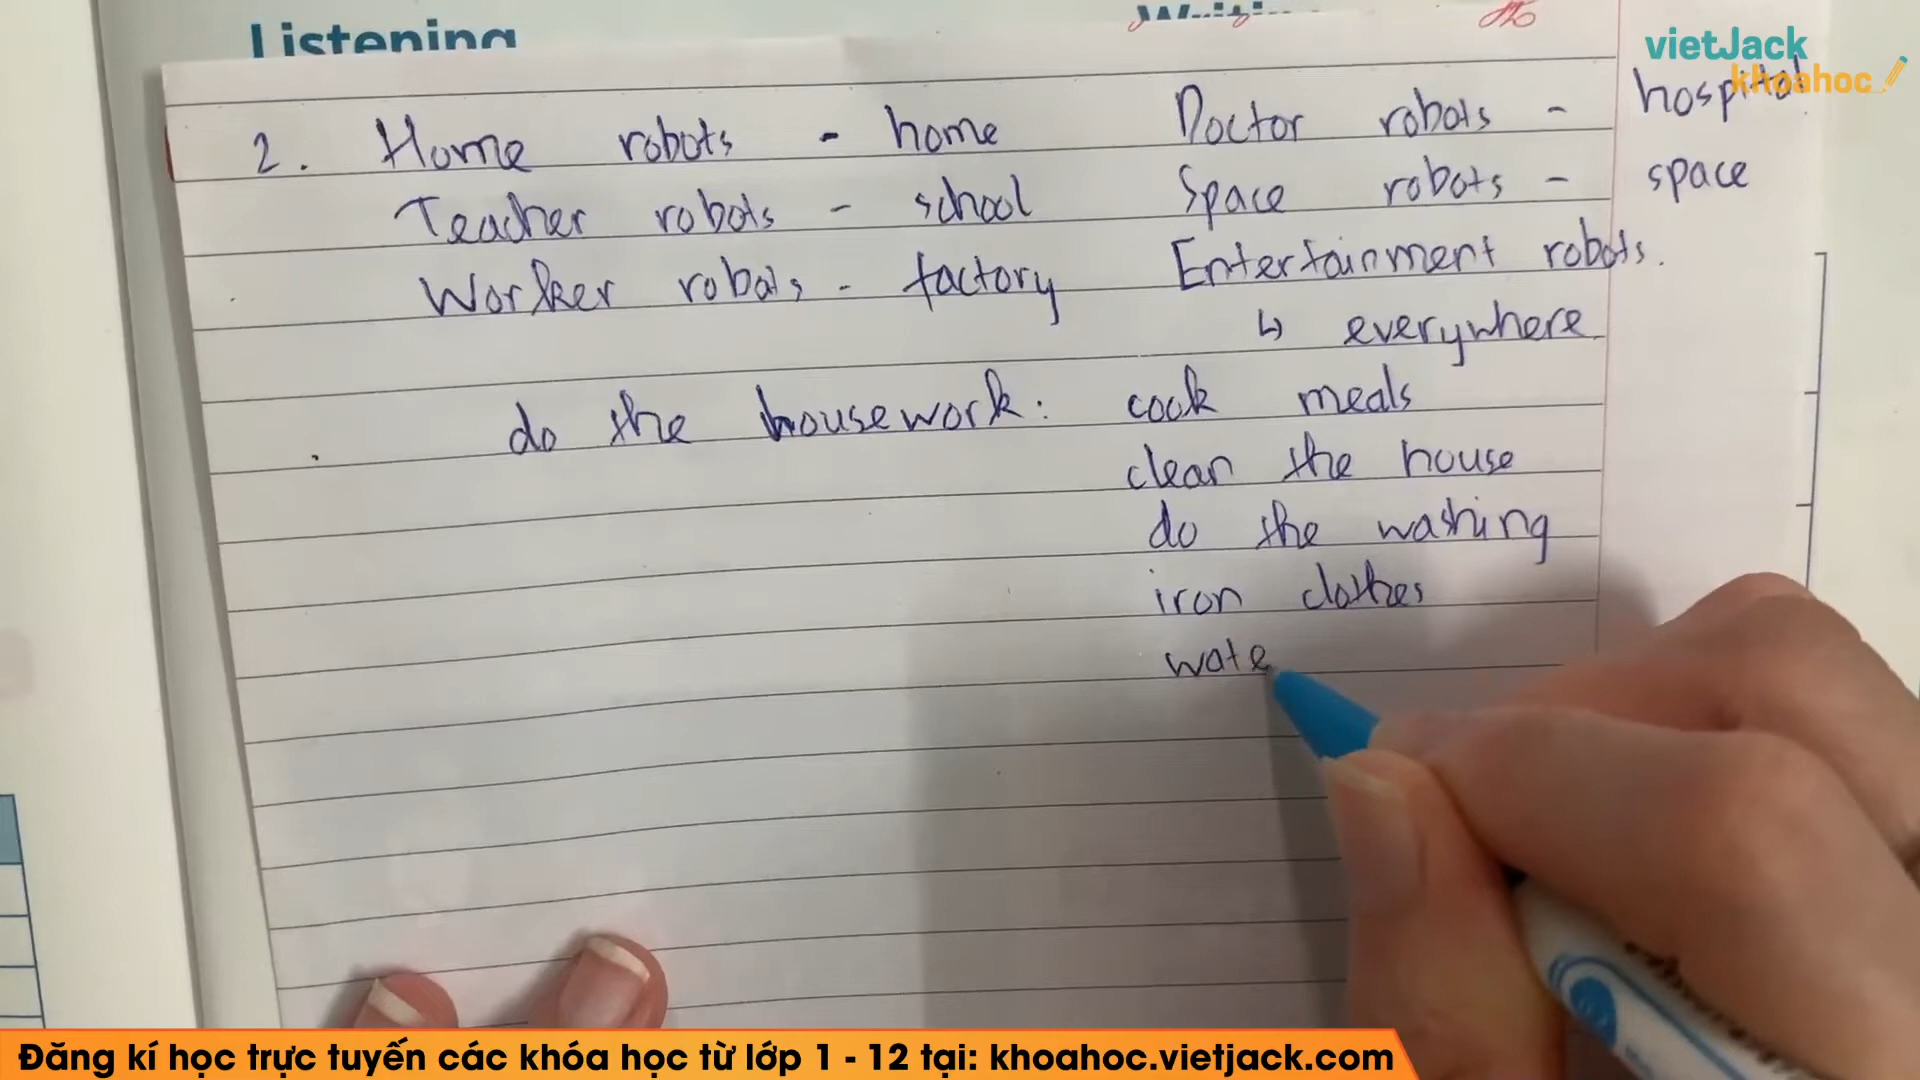 Listening
vietJack
khoahoc
2. Home robots - home
Teacher robots - school
Worker robots - factory
Doctor robots - hospital
Space robots - space
Entertainment robots.
↳ everywhere
do the housework: cook meals
clean the house
do the washing
iron clothes
wate
Đăng kí học trực tuyến các khóa học từ lớp 1 - 12 tại: khoahoc.vietjack.com